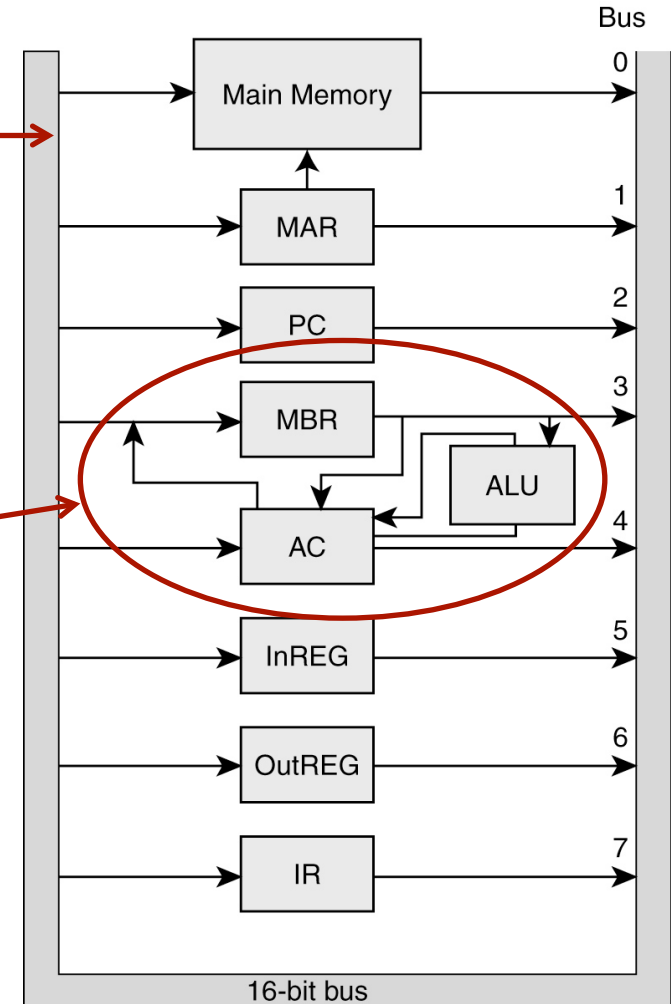 Bus
0
Main Memory
1
MAR
2
PC
3
MBR
ALU
4
AC
5
InREG
6
OutREG
7
IR
16-bit bus